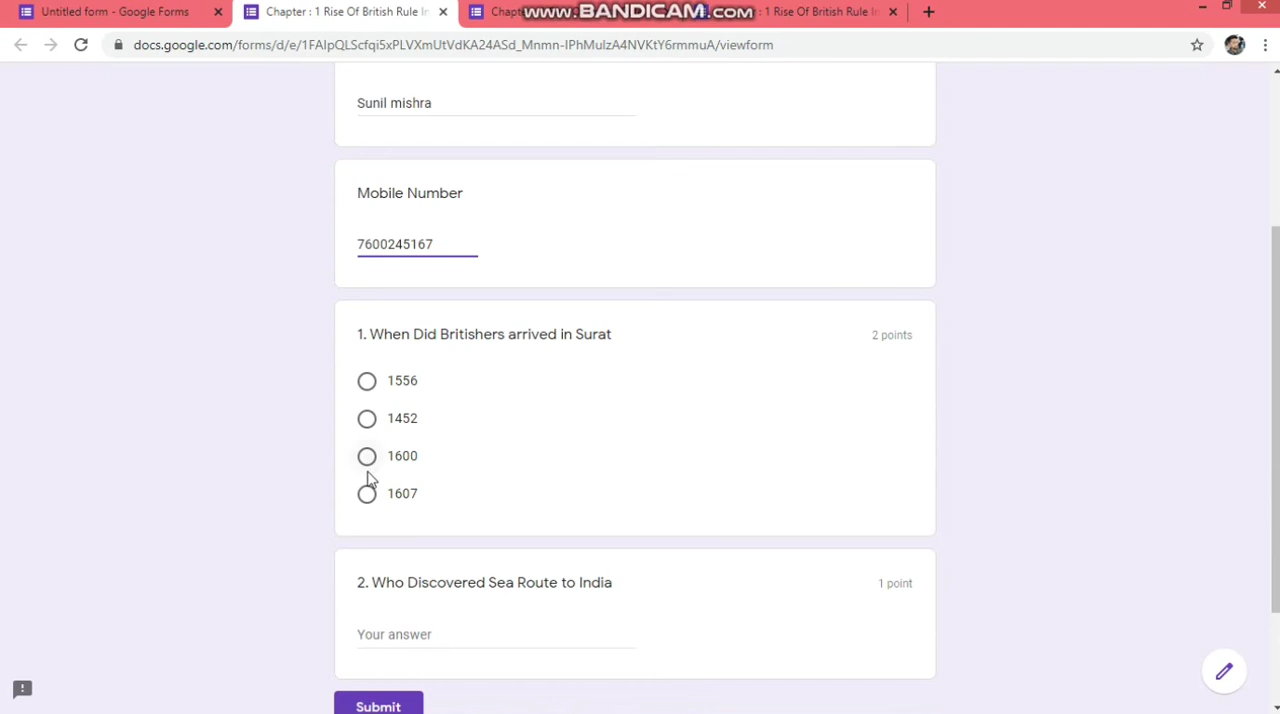 Untitled form - Google Forms
Chapter : 1 Rise Of British Rule In
Chapt
: 1 Rise Of British Rule In
www.BANDICAM.com
docs.google.com/forms/d/e/1FAIpQLScfqi5xPLVXmUtVdKA24ASd_Mnmn-IPhMulzA4NVKtY6rmmuA/viewform
Sunil mishra
Mobile Number
7600245167
1. When Did Britishers arrived in Surat
2 points
1556
1452
1600
1607
2. Who Discovered Sea Route to India
1 point
Your answer
Submit